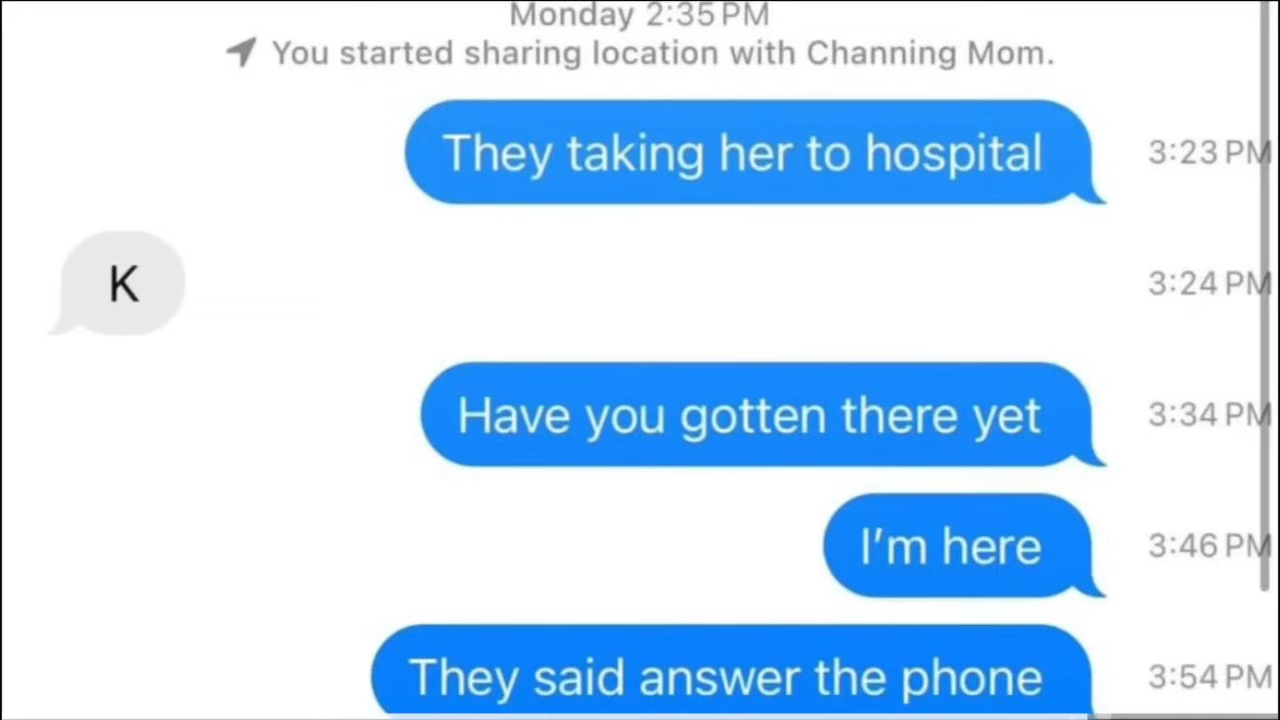 Monday 2:35 PM
You started sharing location with Channing Mom.
They taking her to hospital
3:23 PM
K
3:24 PM
Have you gotten there yet
3:34 PM
I'm here
3:46 PM
They said answer the phone
3:54 PM